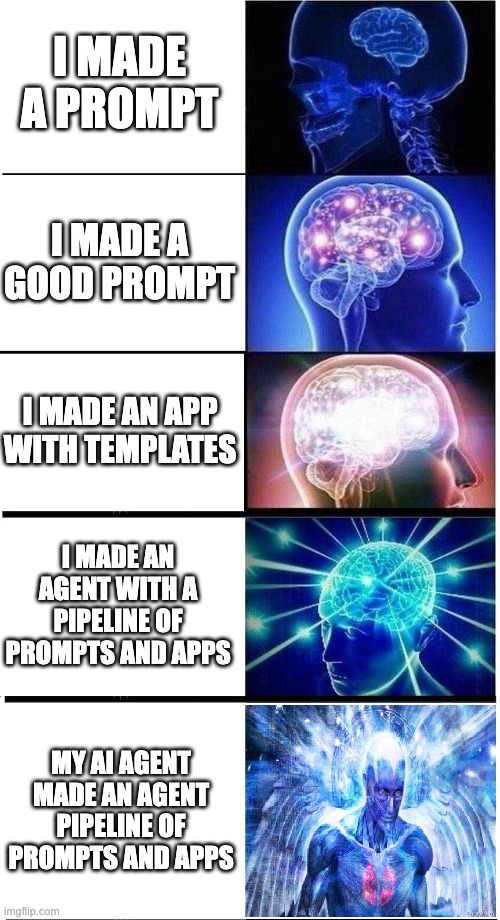 I MADE
A PROMPT
I MADE A
GOOD PROMPT
I MADE AN APP
WITH TEMPLATES
I MADE AN
AGENT WITH A
PIPELINE OF
PROMPTS AND APPS
MY AI AGENT
MADE AN AGENT
PIPELINE OF
PROMPTS AND APPS
imgflip.com